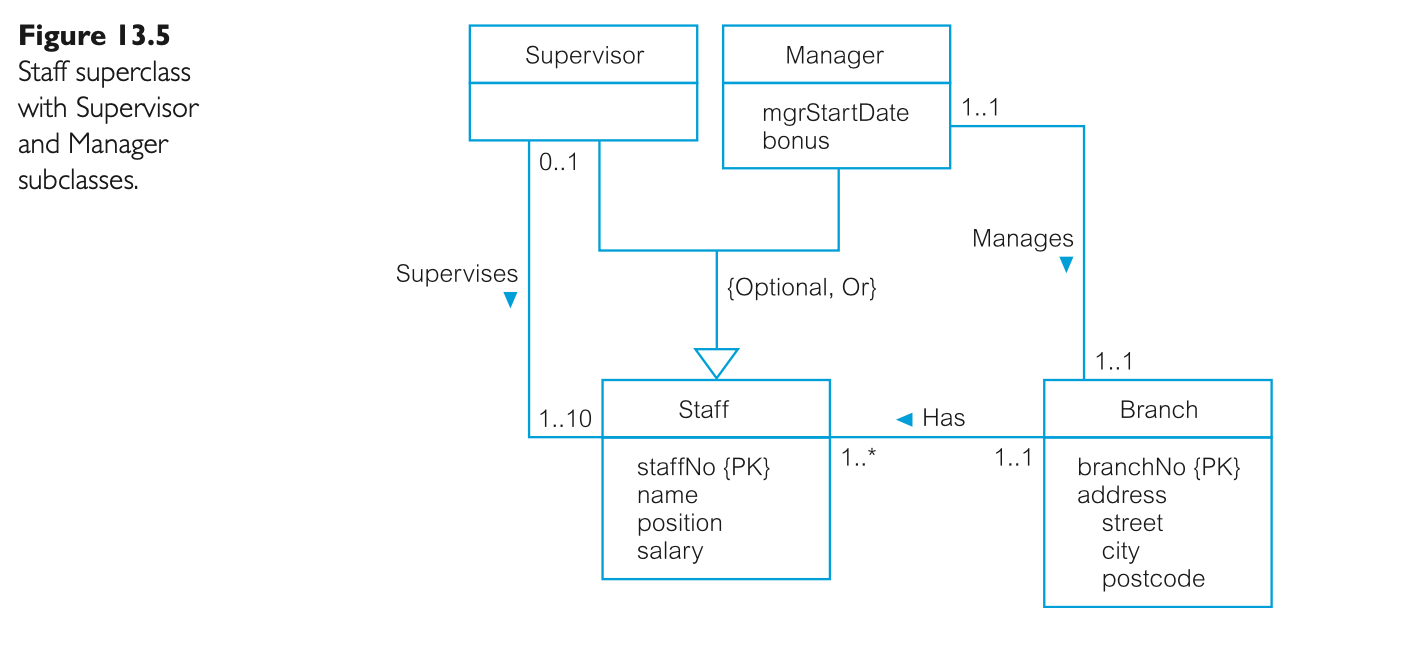 Figure 13.5
Staff superclass
with Supervisor
and Manager
subclasses.
Supervisor
Manager
mgrStartDate
bonus
1..1
0..1
Manages
Supervises
{Optional, Or}
1..1
1..10
Staff
Has
Branch
1..*
1..1
staffNo {PK}
name
position
salary
branchNo {PK}
address
street
city
postcode